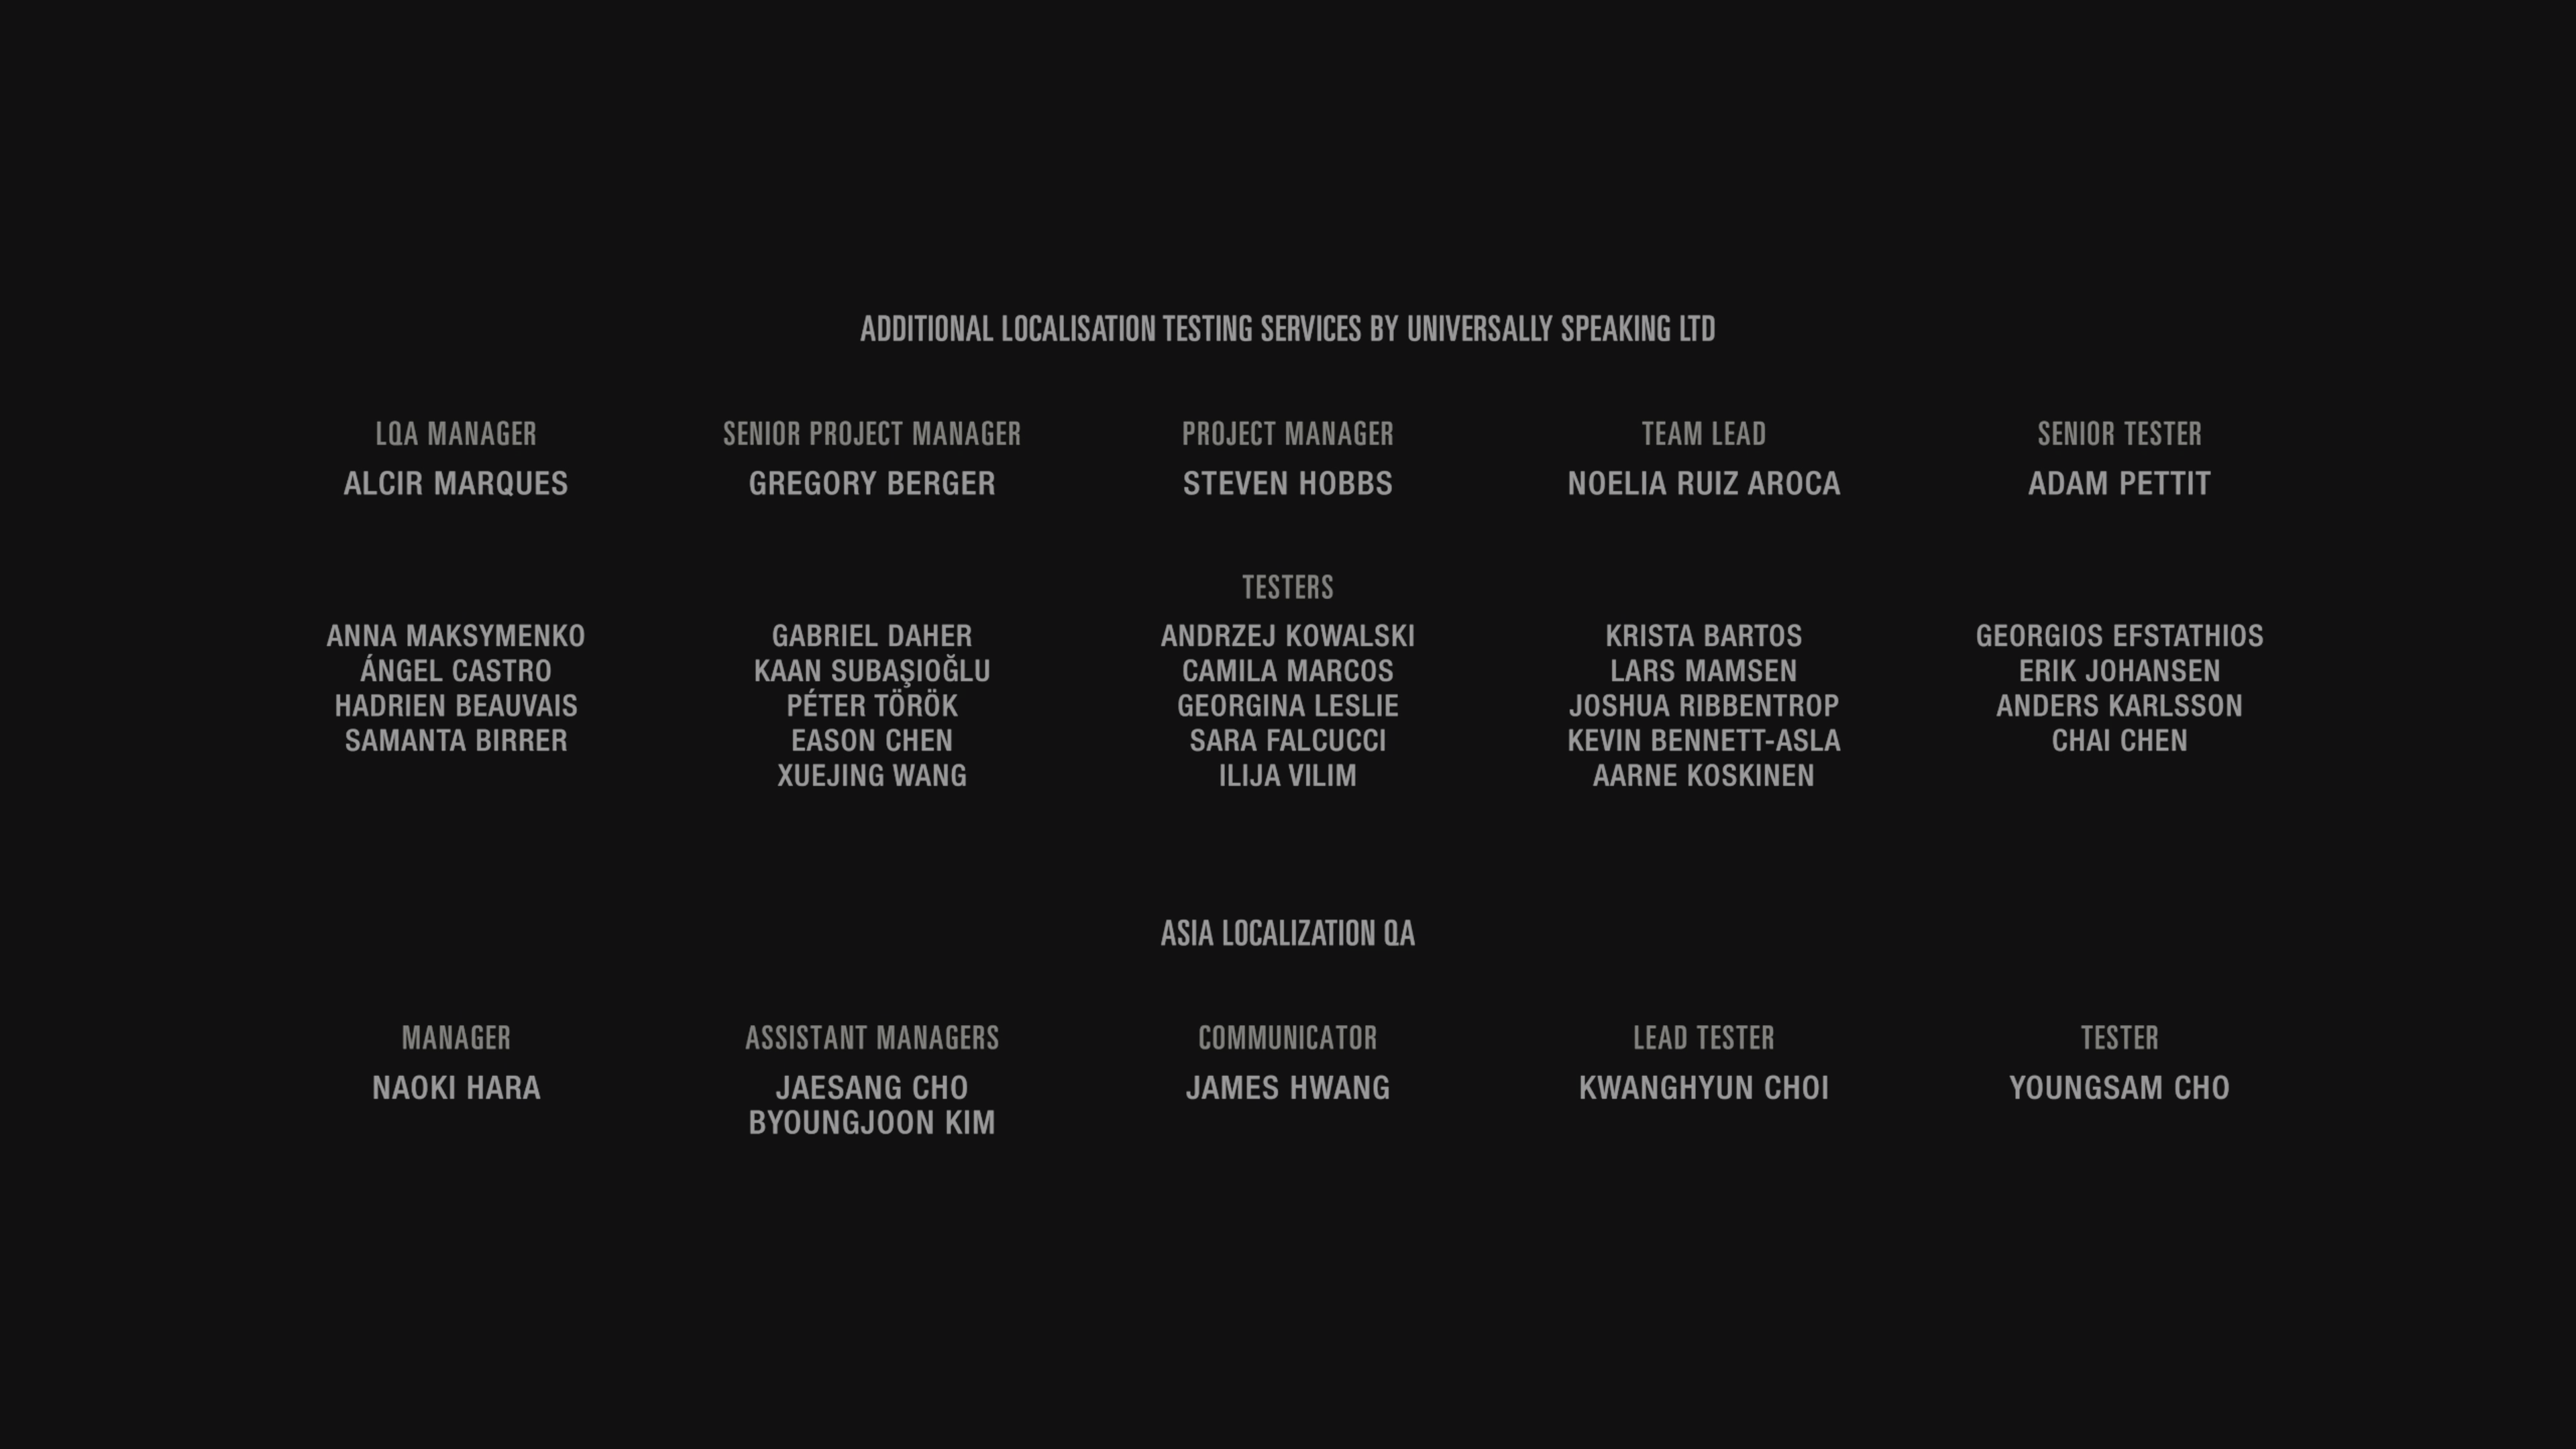 ADDITIONAL LOCALISATION TESTING SERVICES BY UNIVERSALLY SPEAKING LTD
LQA MANAGER
ALCIR MARQUES
SENIOR PROJECT MANAGER
GREGORY BERGER
PROJECT MANAGER
STEVEN HOBBS
TEAM LEAD
NOELIA RUIZ AROCA
SENIOR TESTER
ADAM PETTIT
TESTERS
ANNA MAKSYMENKO
ÁNGEL CASTRO
HADRIEN BEAUVAIS
SAMANTA BIRRER
GABRIEL DAHER
KAAN SUBAŞIOĞLU
PÉTER TÖRÖK
EASON CHEN
XUEJING WANG
ANDRZEJ KOWALSKI
CAMILA MARCOS
GEORGINA LESLIE
SARA FALCUCCI
ILIJA VILIM
KRISTA BARTOS
LARS MAMSEN
JOSHUA RIBBENTROP
KEVIN BENNETT-ASLA
AARNE KOSKINEN
GEORGIOS EFSTATHIOS
ERIK JOHANSEN
ANDERS KARLSSON
CHAI CHEN
ASIA LOCALIZATION QA
MANAGER
NAOKI HARA
ASSISTANT MANAGERS
JAESANG CHO
BYOUNGJOON KIM
COMMUNICATOR
JAMES HWANG
LEAD TESTER
KWANGHYUN CHOI
TESTER
YOUNGSAM CHO